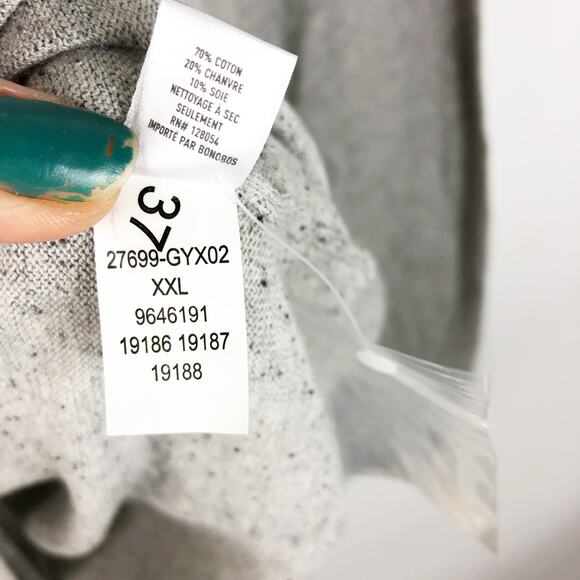 70% COTON
20% CHANVRE
10% SOIE
NETTOYAGE À SEC
SEULEMENT
RN# 128054
IMPORTÉ PAR BONOBOS
37
27699-GYX02
XXL
9646191
19186 19187
19188